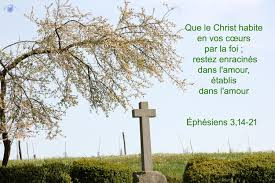 Que le Christ habite
en vos cœurs
par la foi ;
restez enracinés
dans l'amour,
établis
dans l'amour
Éphésiens 3,14-21